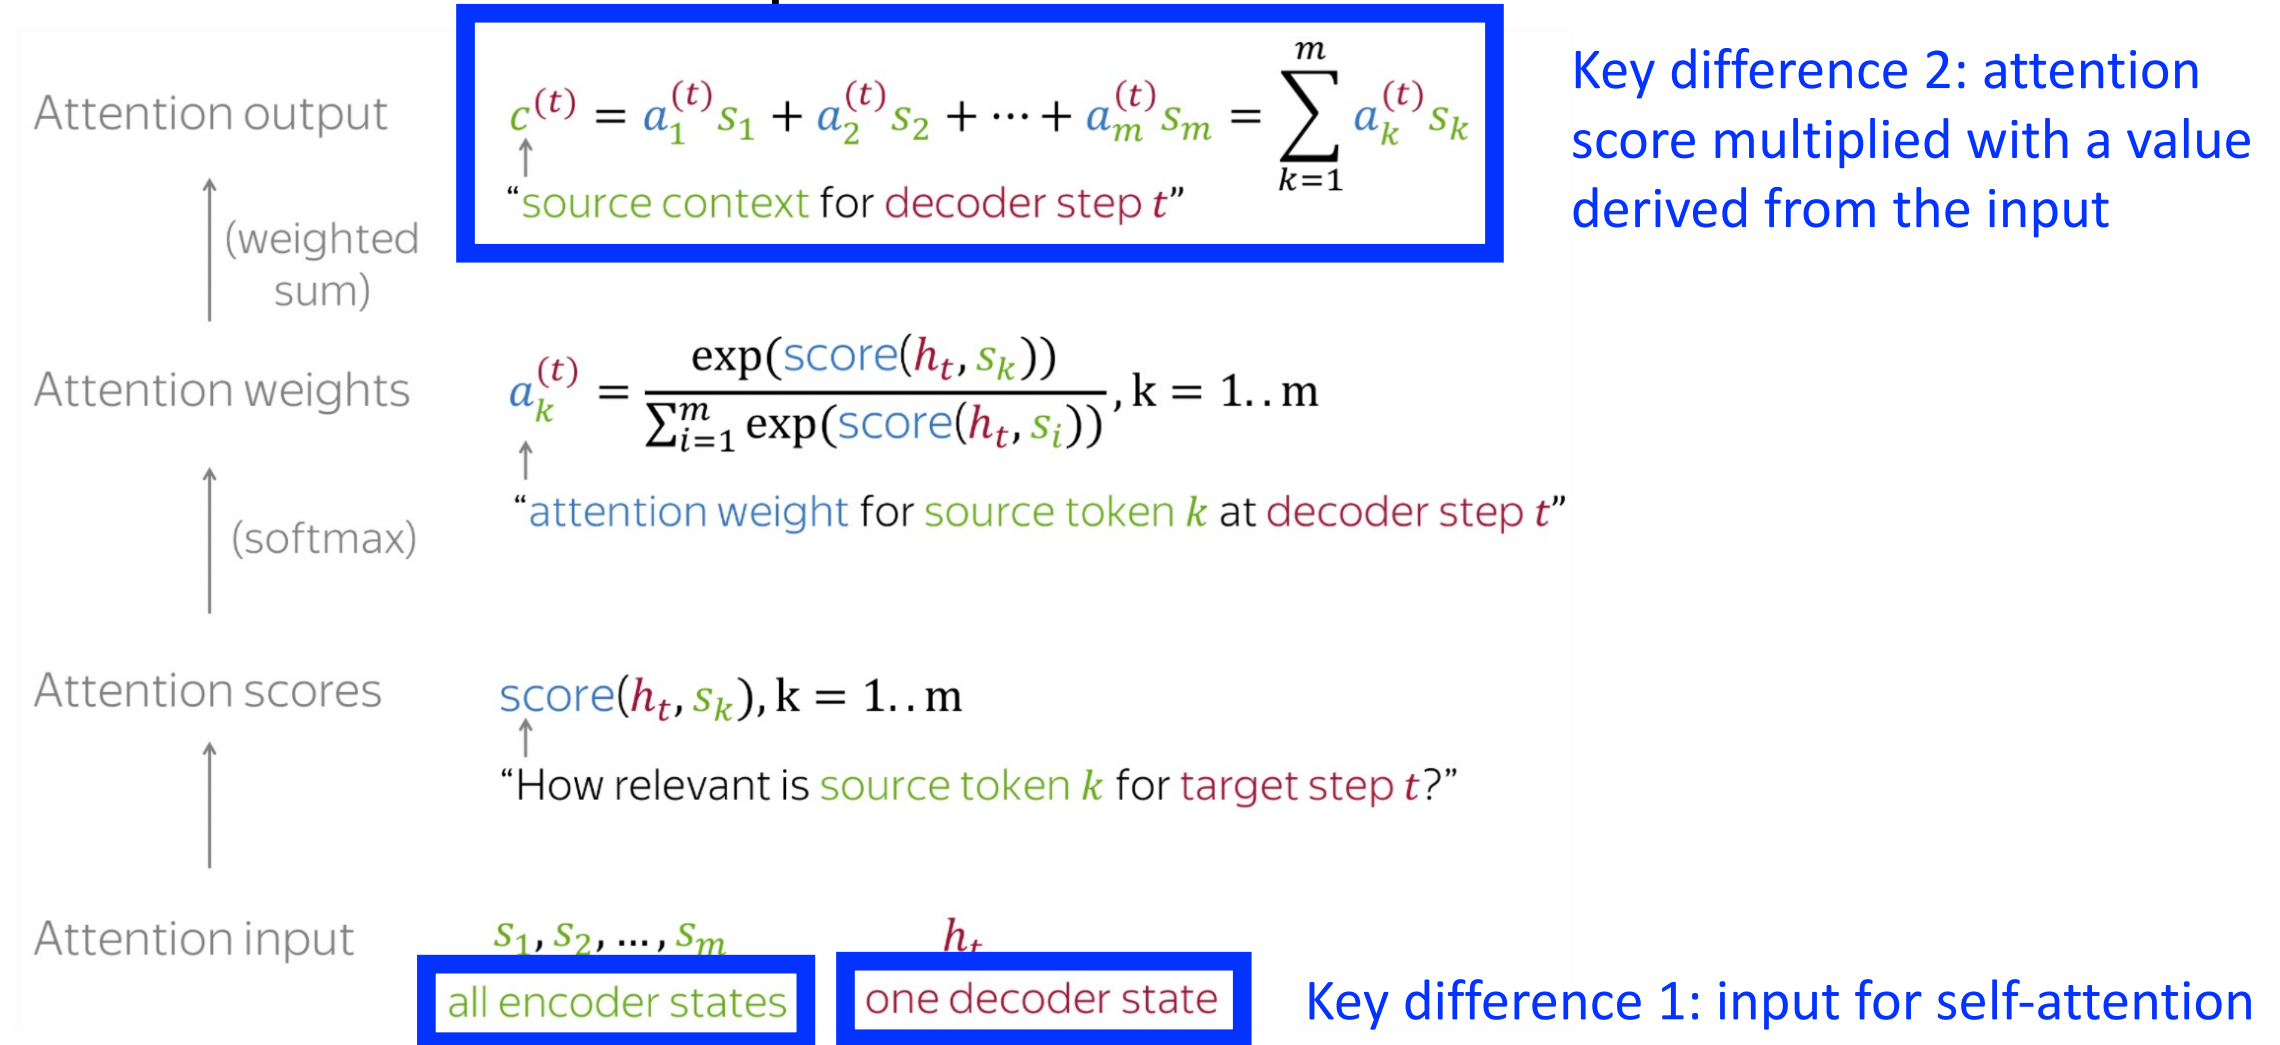 Attention output
c^(t) = a_1^(t) s_1 + a_2^(t) s_2 + ⋯ + a_m^(t) s_m = ∑_{k=1}^{m} a_k^(t) s_k
“source context for decoder step t”
Key difference 2: attention
score multiplied with a value
derived from the input
(weighted
sum)
Attention weights
a_k^(t) = exp(score(h_t, s_k)) / ∑_{i=1}^{m} exp(score(h_t, s_i)), k = 1..m
“attention weight for source token k at decoder step t”
(softmax)
Attention scores
score(h_t, s_k), k = 1..m
“How relevant is source token k for target step t?”
Attention input
s_1, s_2, …, s_m
h_t
all encoder states
one decoder state
Key difference 1: input for self-attention